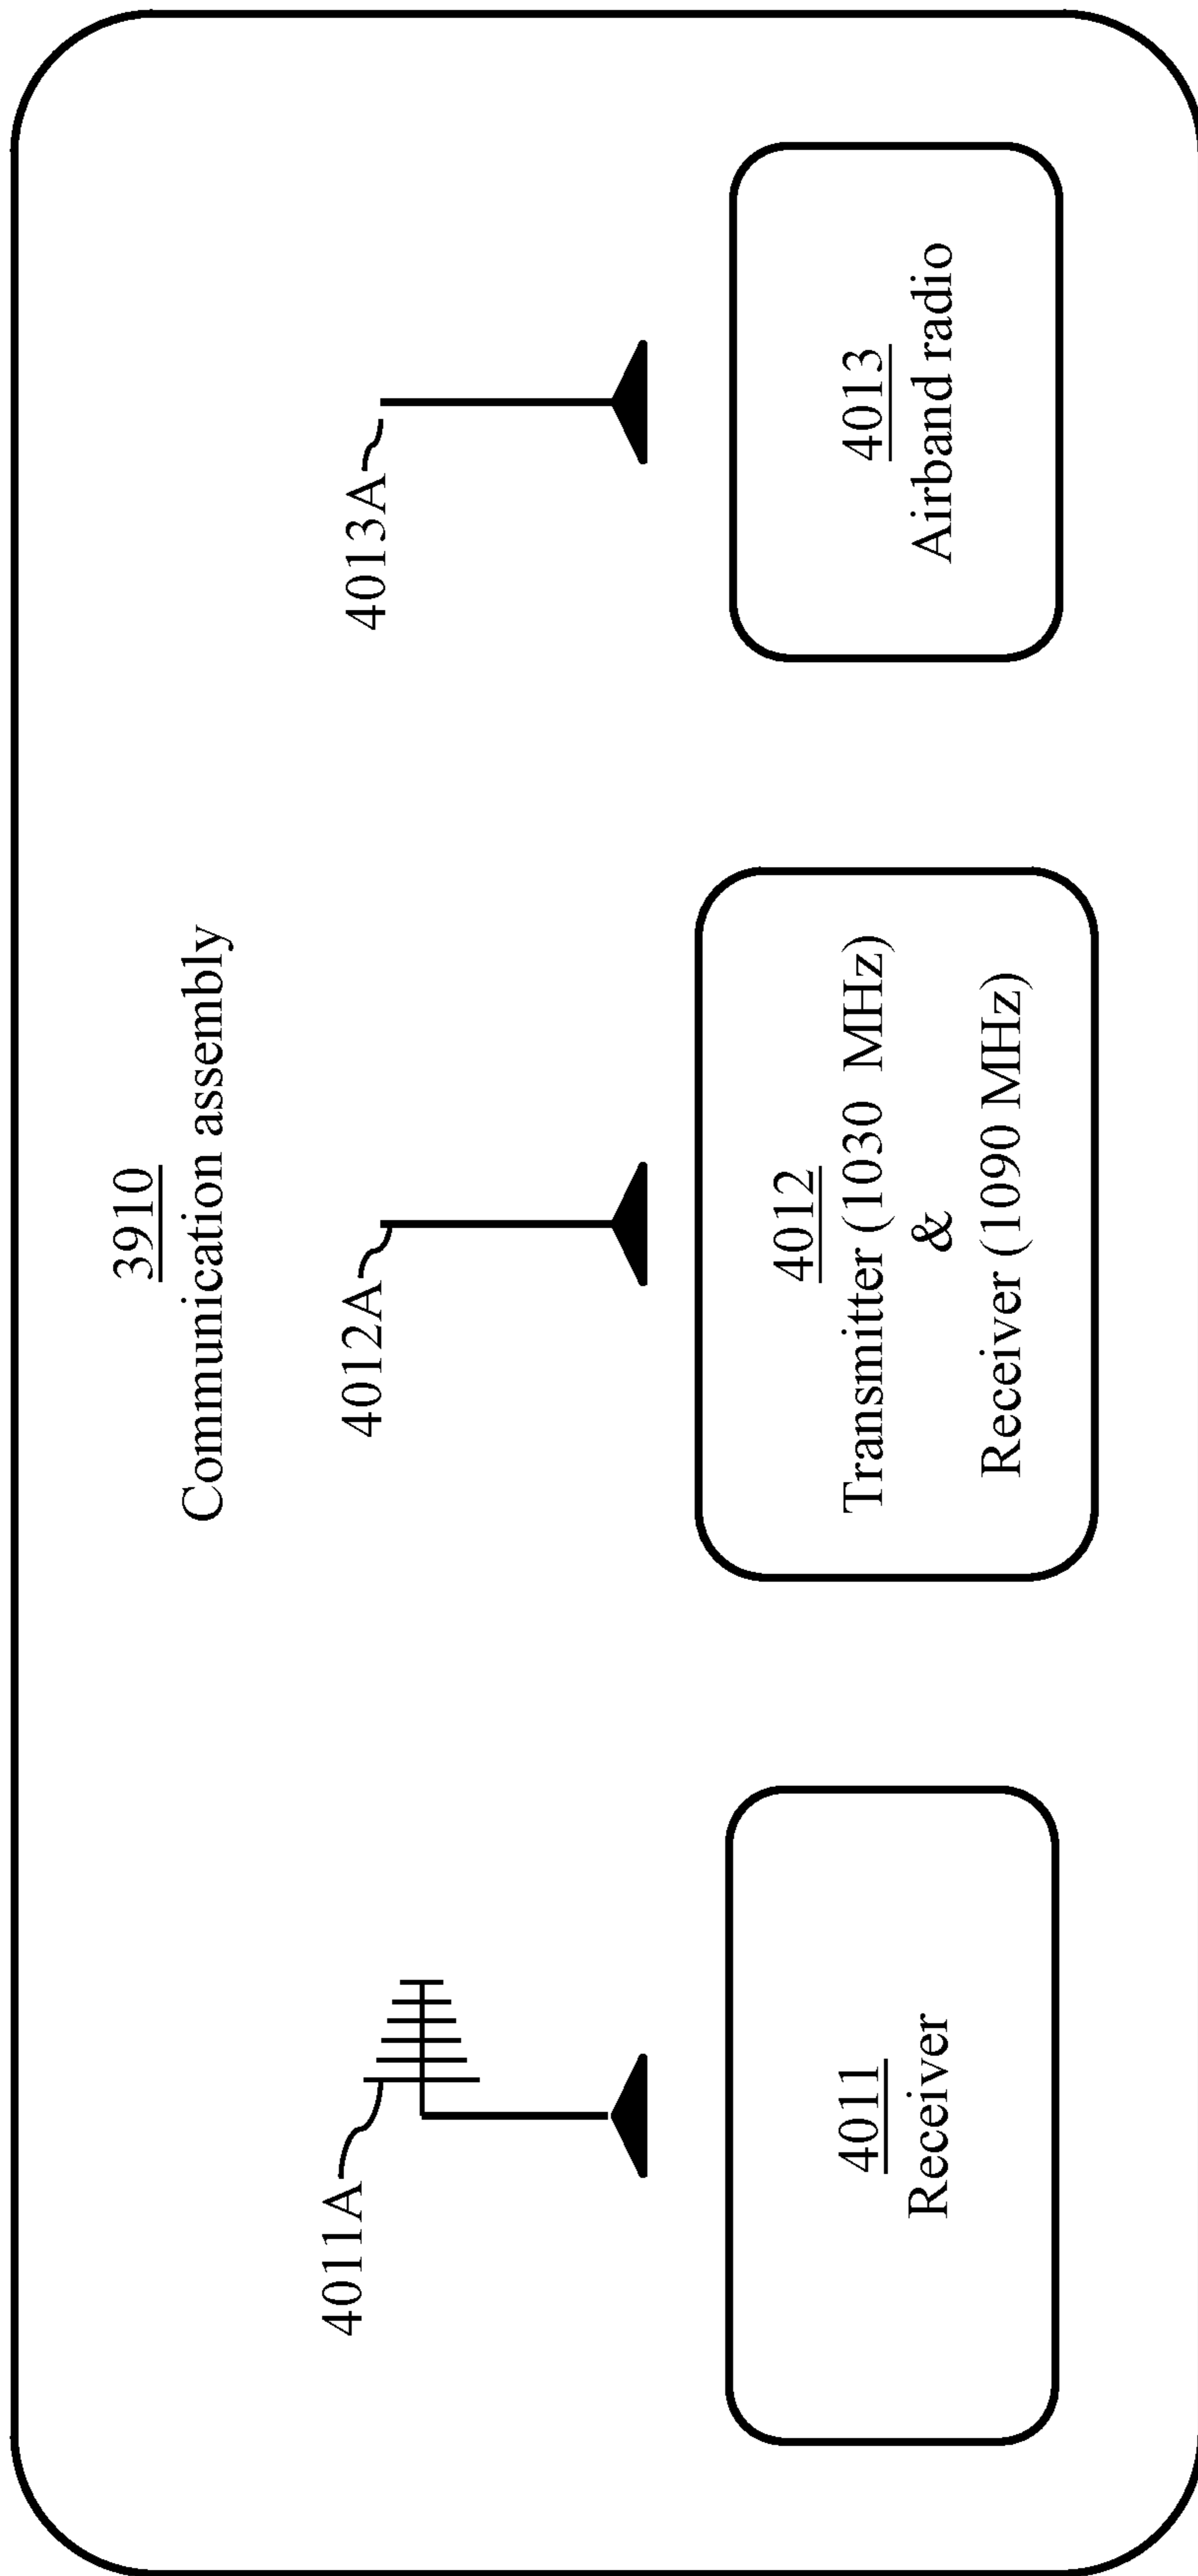 3910
Communication assembly
4011A
4012A
4013A
4011
Receiver
4012
Transmitter (1030 MHz)
&
Receiver (1090 MHz)
4013
Airband radio